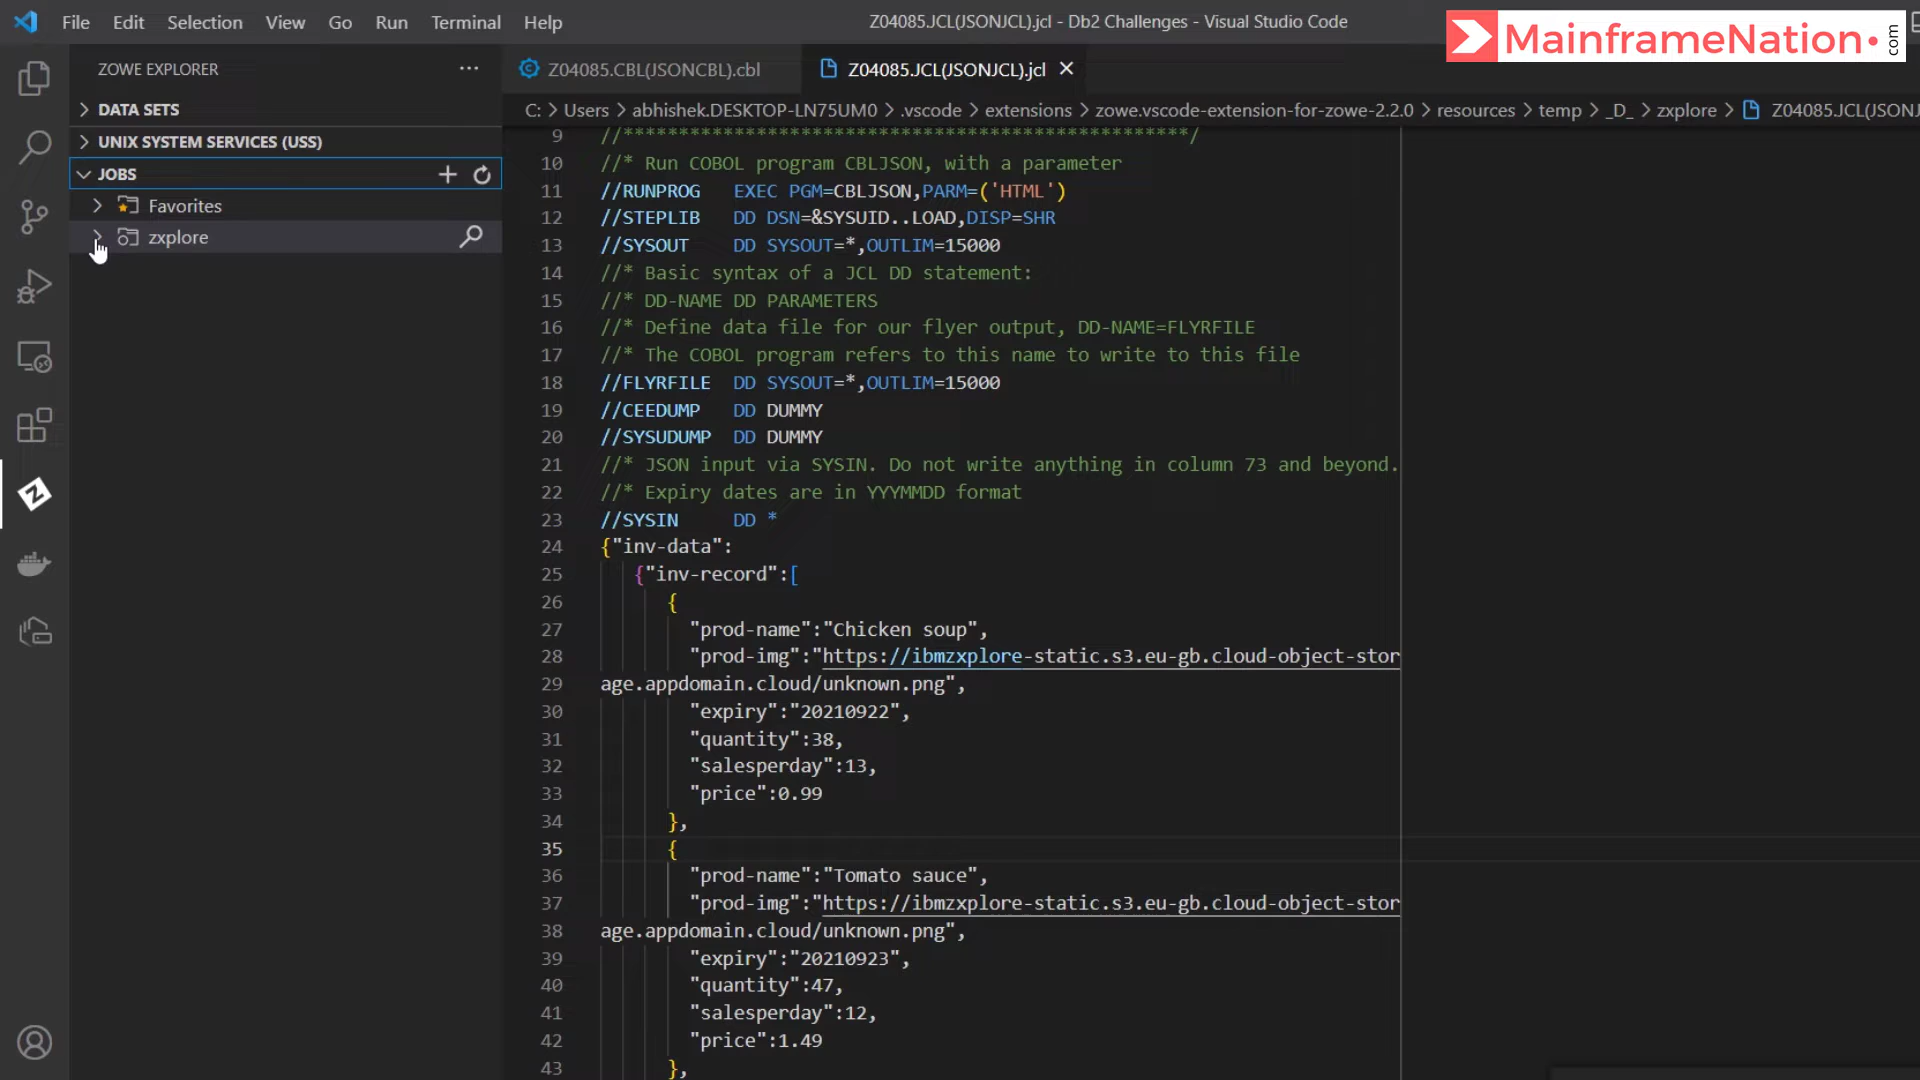 File Edit Selection View Go Run Terminal Help
Z04085.JCL(JSONJCL).jcl - Db2 Challenges - Visual Studio Code
MainframeNation.com
ZOWE EXPLORER
DATA SETS
UNIX SYSTEM SERVICES (USS)
JOBS
Favorites
zxplore
Z04085.CBL(JSONCBL).cbl
Z04085.JCL(JSONJCL).jcl
C: > Users > abhishek.DESKTOP-LN75UM0 > .vscode > extensions > zowe.vscode-extension-for-zowe-2.2.0 > resources > temp > _D_ > zxplore > Z04085.JCL(JSONJ
9 //***************************************************/
10 //* Run COBOL program CBLJSON, with a parameter
11 //RUNPROG   EXEC PGM=CBLJSON,PARM=('HTML')
12 //STEPLIB   DD DSN=&SYSUID..LOAD,DISP=SHR
13 //SYSOUT    DD SYSOUT=*,OUTLIM=15000
14 //* Basic syntax of a JCL DD statement:
15 //* DD-NAME DD PARAMETERS
16 //* Define data file for our flyer output, DD-NAME=FLYRFILE
17 //* The COBOL program refers to this name to write to this file
18 //FLYRFILE  DD SYSOUT=*,OUTLIM=15000
19 //CEEDUMP   DD DUMMY
20 //SYSUDUMP  DD DUMMY
21 //* JSON input via SYSIN. Do not write anything in column 73 and beyond.
22 //* Expiry dates are in YYYMMDD format
23 //SYSIN     DD *
24 {"inv-data":
25    {"inv-record":[
26       {
27         "prod-name":"Chicken soup",
28         "prod-img":"https://ibmzxplore-static.s3.eu-gb.cloud-object-stor
29 age.appdomain.cloud/unknown.png",
30         "expiry":"20210922",
31         "quantity":38,
32         "salesperday":13,
33         "price":0.99
34       },
35       {
36         "prod-name":"Tomato sauce",
37         "prod-img":"https://ibmzxplore-static.s3.eu-gb.cloud-object-stor
38 age.appdomain.cloud/unknown.png",
39         "expiry":"20210923",
40         "quantity":47,
41         "salesperday":12,
42         "price":1.49
43       },